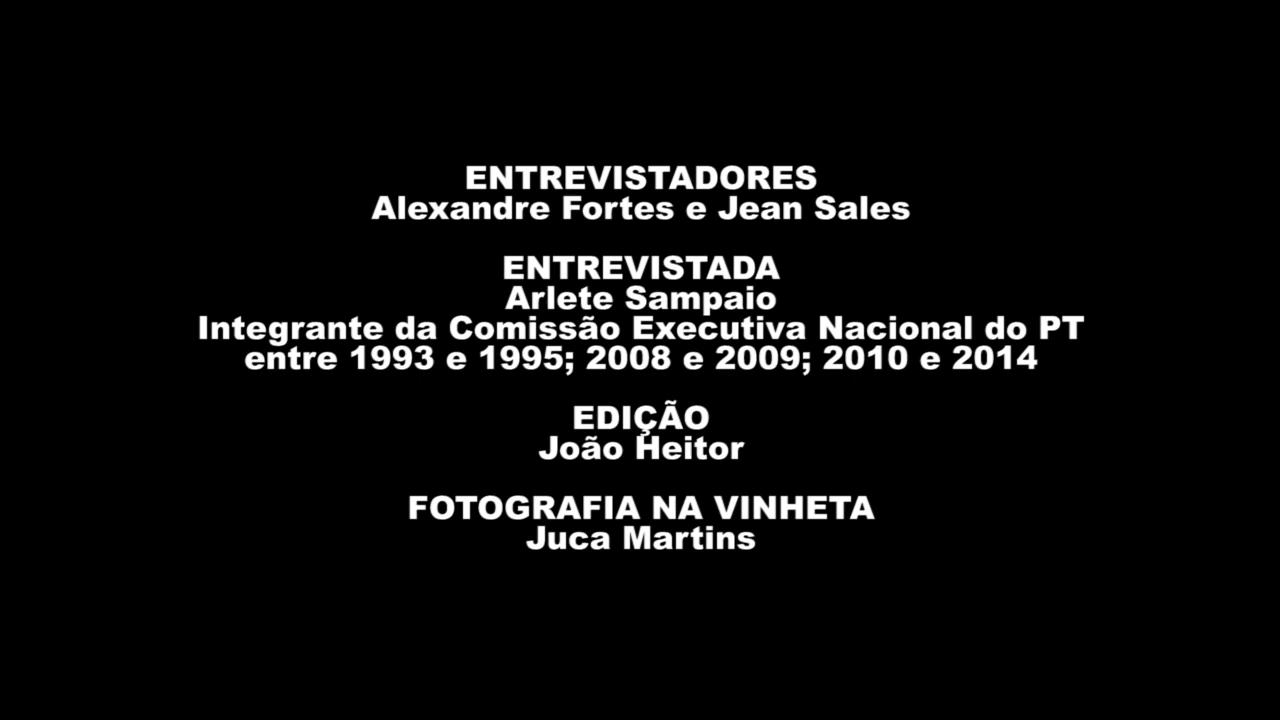 ENTREVISTADORES
Alexandre Fortes e Jean Sales
ENTREVISTADA
Arlete Sampaio
Integrante da Comissão Executiva Nacional do PT
entre 1993 e 1995; 2008 e 2009; 2010 e 2014
EDIÇÃO
João Heitor
FOTOGRAFIA NA VINHETA
Juca Martins